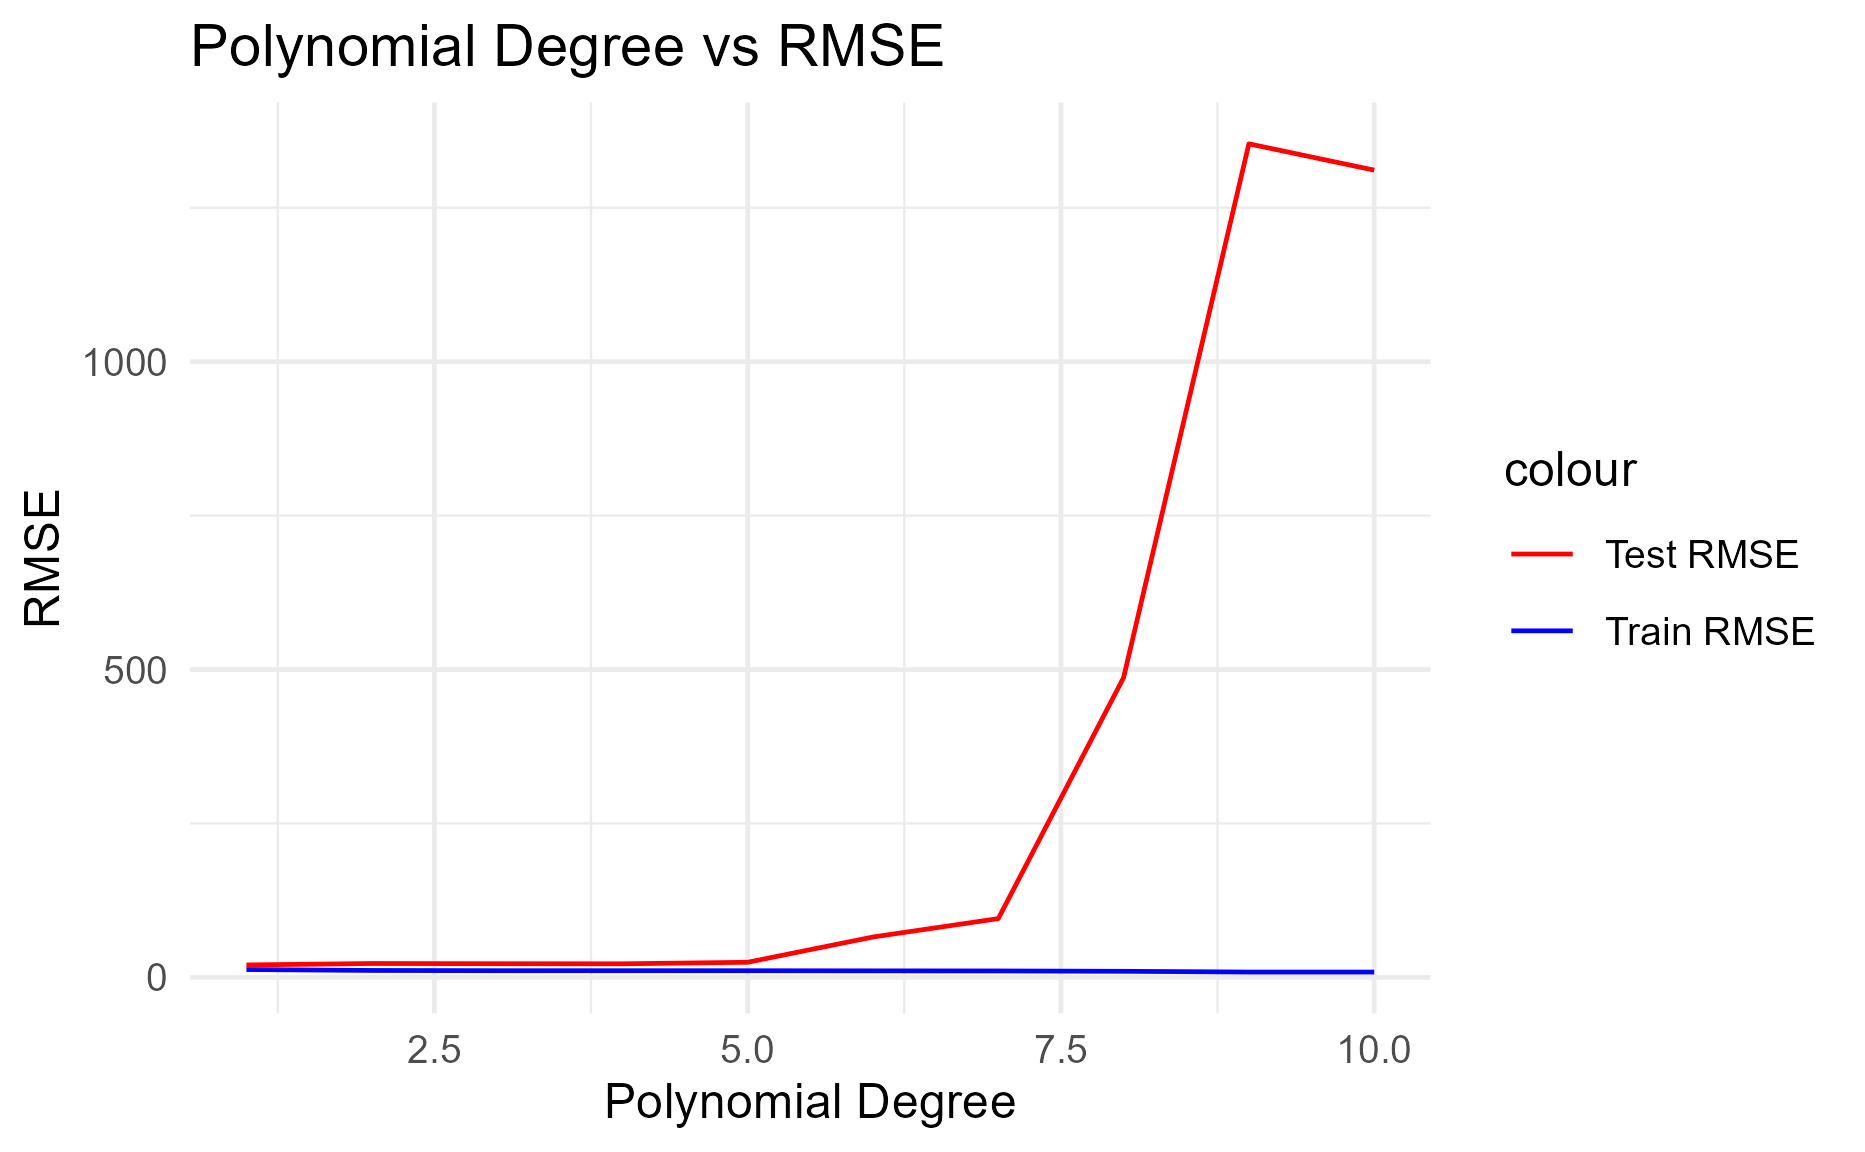 Polynomial Degree vs RMSE
RMSE
1000
500
0
2.5 5.0 7.5 10.0
Polynomial Degree
colour
Test RMSE
Train RMSE